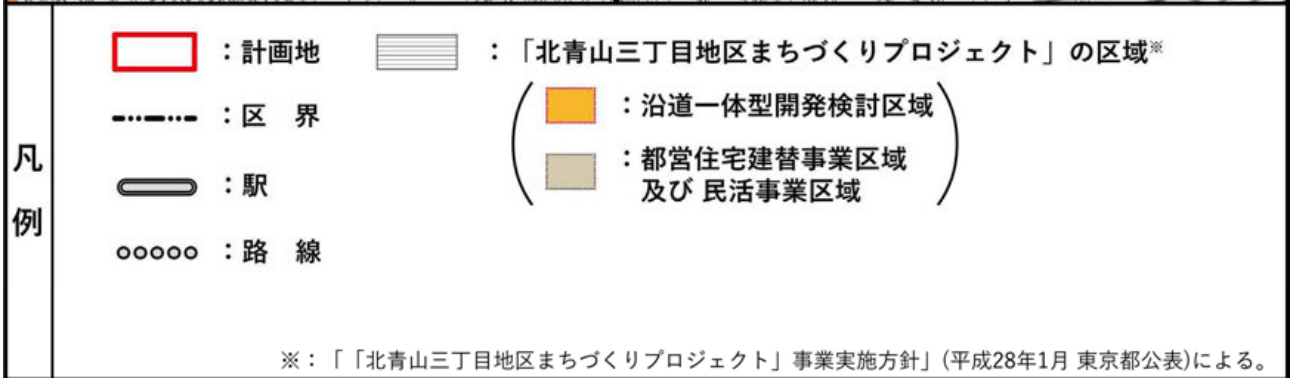 凡例
：計画地
：「北青山三丁目地区まちづくりプロジェクト」の区域※
：区　界
：沿道一体型開発検討区域
：都営住宅建替事業区域
及び 民活事業区域
：駅
：路　線
※：「「北青山三丁目地区まちづくりプロジェクト」事業実施方針」(平成28年1月 東京都公表)による。